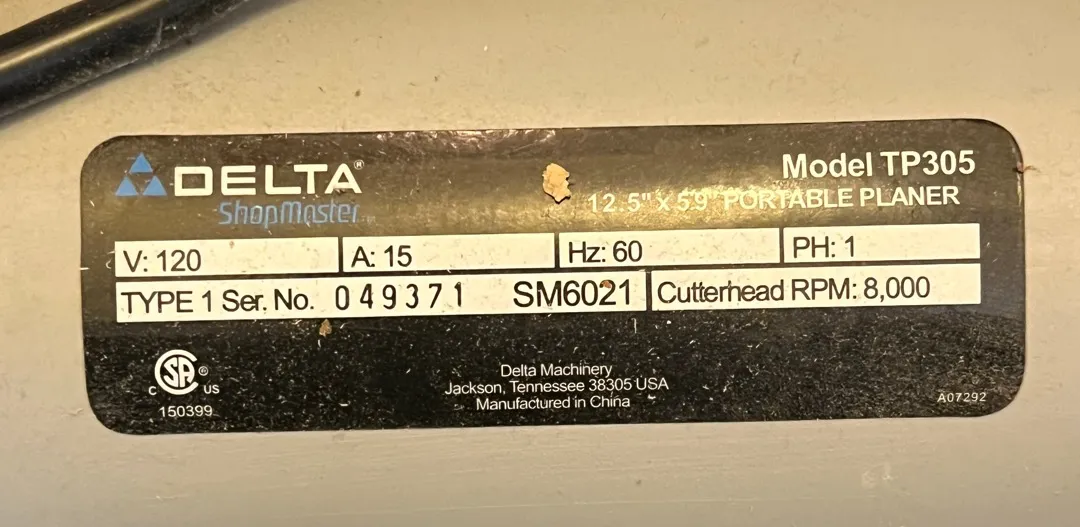 DELTA®
ShopMaster
Model TP305
12.5" x 5.9" PORTABLE PLANER
V: 120 A: 15 Hz: 60 PH: 1
TYPE 1 Ser. No. 049371 SM6021 Cutterhead RPM: 8,000
C SA® US
150399
Delta Machinery
Jackson, Tennessee 38305 USA
Manufactured in China
A07292